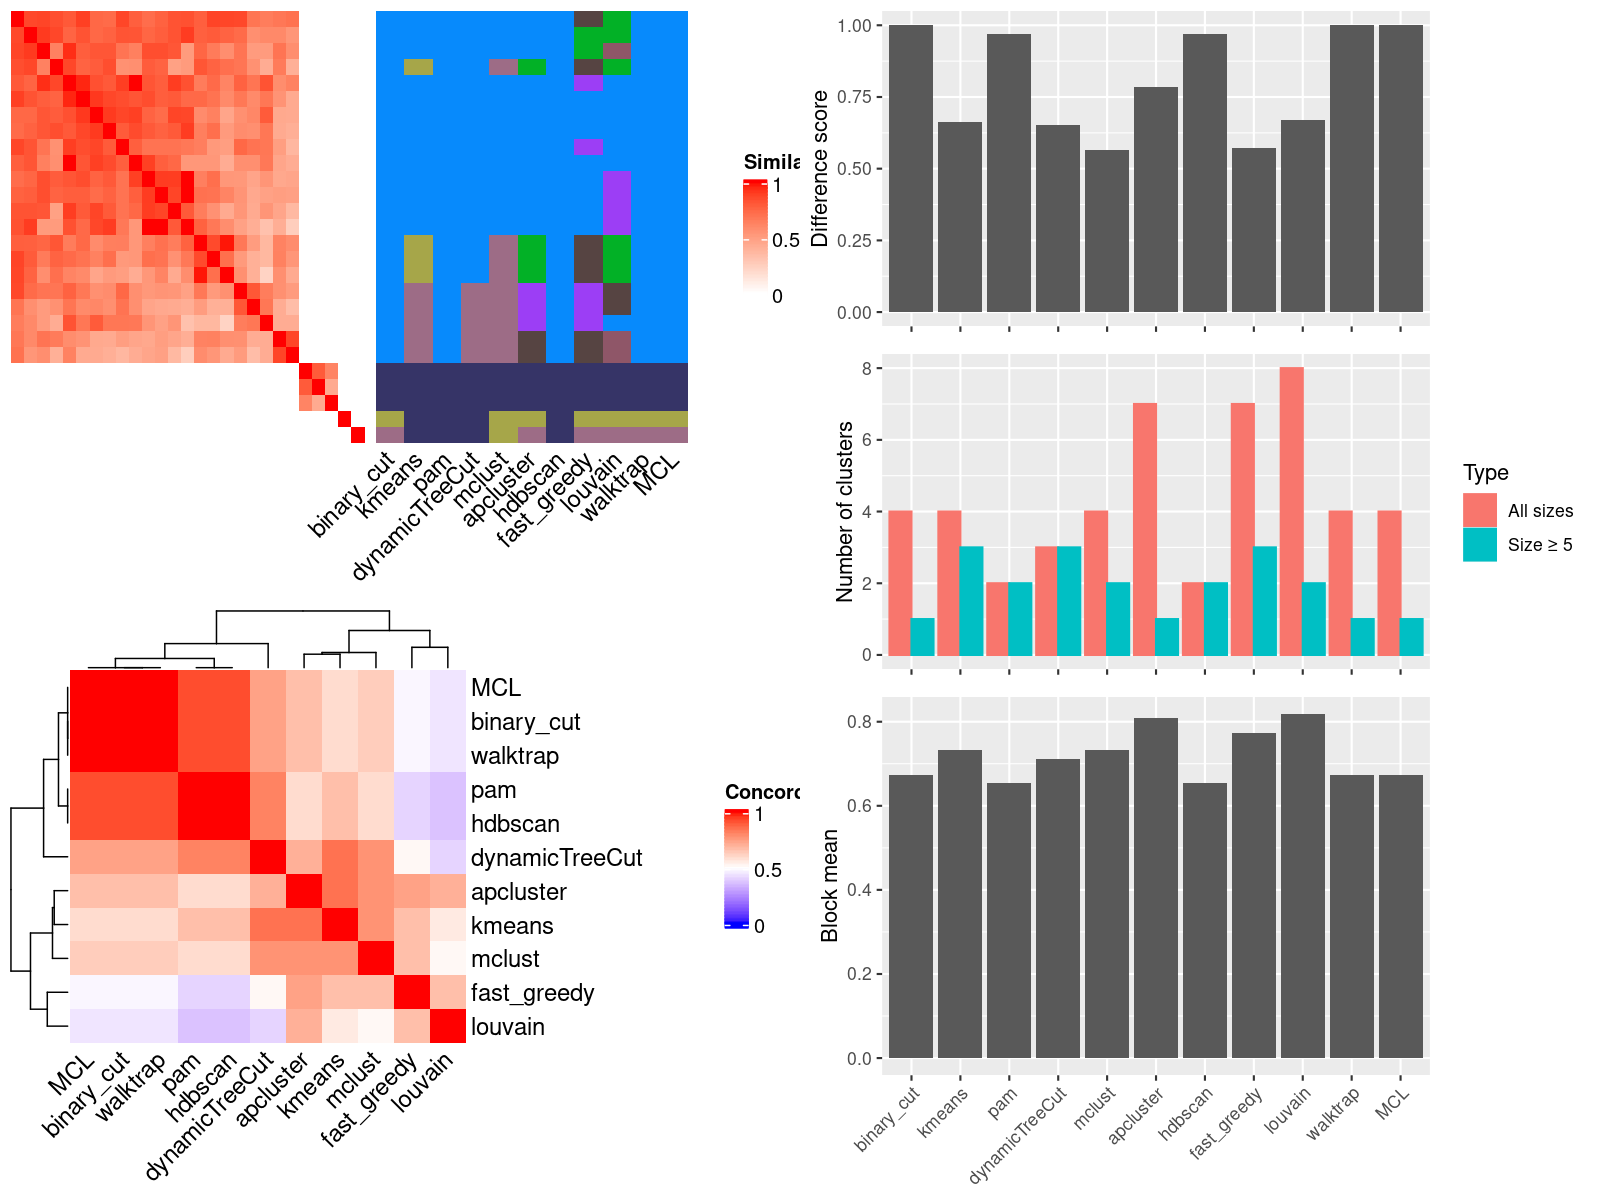 Simila
1
0.5
0
binary_cut
kmeans
pam
dynamicTreeCut
mclust
apcluster
hdbscan
fast_greedy
louvain
walktrap
MCL
MCL
binary_cut
walktrap
pam
hdbscan
dynamicTreeCut
apcluster
kmeans
mclust
fast_greedy
louvain
MCL
binary_cut
walktrap
pam
hdbscan
dynamicTreeCut
apcluster
kmeans
mclust
fast_greedy
louvain
Concord
1
0.5
0
Difference score
1.00
0.75
0.50
0.25
0.00
Number of clusters
8
6
4
2
0
Type
All sizes
Size ≥ 5
Block mean
0.8
0.6
0.4
0.2
0.0
binary_cut
kmeans
pam
dynamicTreeCut
mclust
apcluster
hdbscan
fast_greedy
louvain
walktrap
MCL